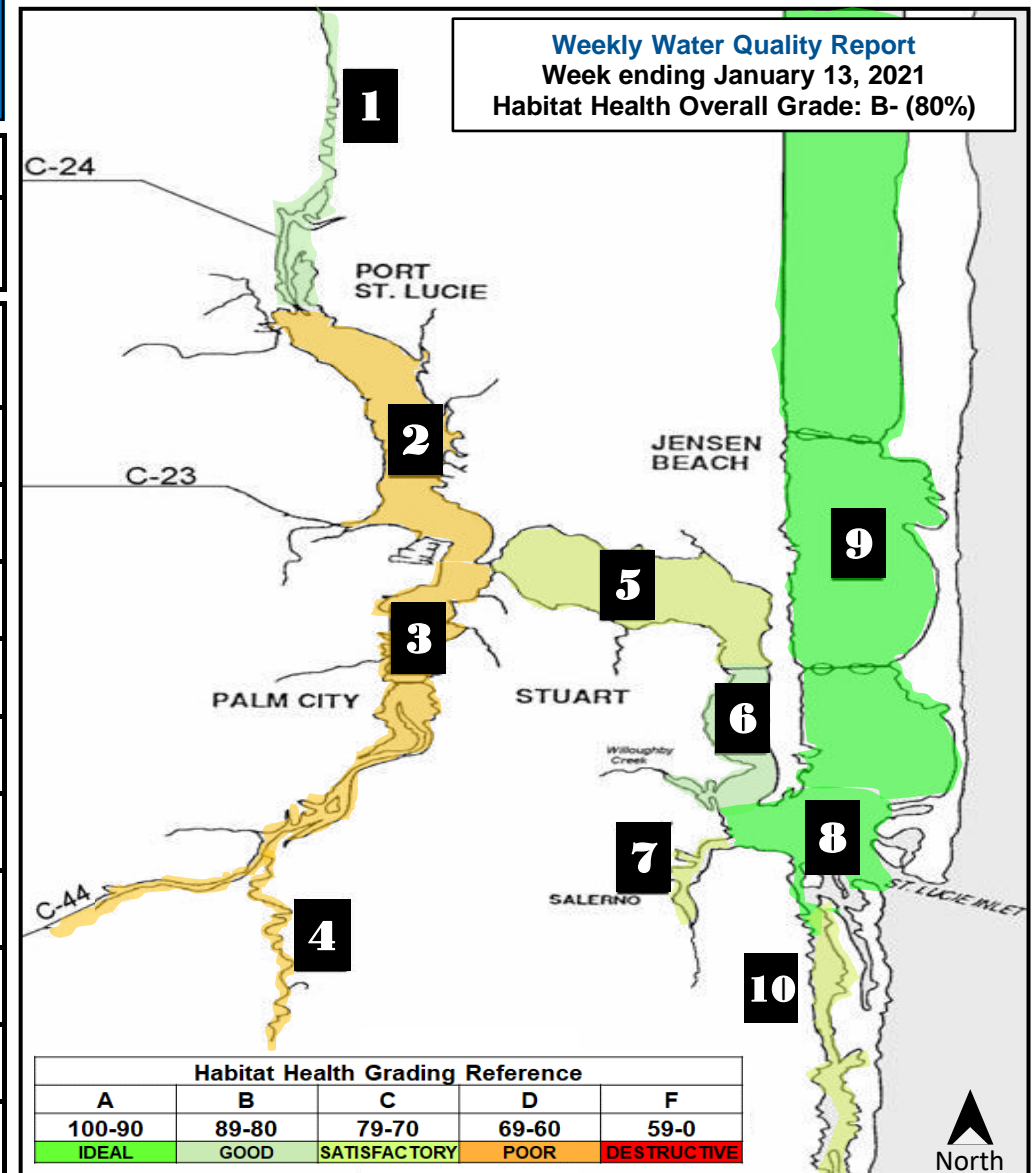 Weekly Water Quality Report
Week ending January 13, 2021
Habitat Health Overall Grade: B- (80%)
1
C-24
PORT
ST. LUCIE
2
JENSEN
BEACH
C-23
9
5
3
PALM CITY
STUART
6
Willoughby
Creek
8
7
SALERNO
C-44
ST. LUCIE INLET
4
10
Habitat Health Grading Reference
A B C D F
100-90 89-80 79-70 69-60 59-0
IDEAL GOOD SATISFACTORY POOR DESTRUCTIVE
North